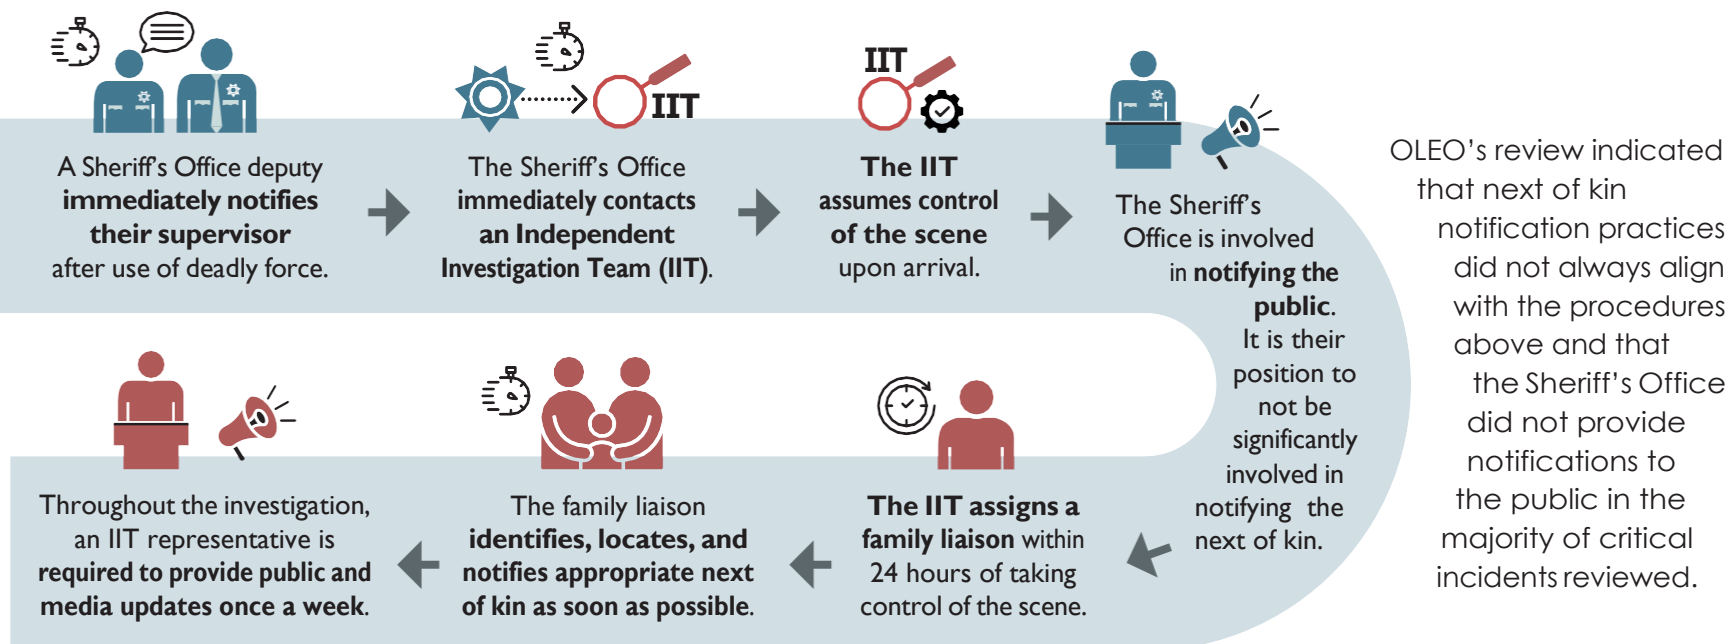 IIT
IIT
A Sheriff's Office deputy
immediately notifies
their supervisor
after use of deadly force.
The Sheriff's Office
immediately contacts
an Independent
Investigation Team (IIT).
The IIT
assumes control
of the scene
upon arrival.
The Sheriff's
Office is involved
in notifying the
public.
It is their
position to
not be
significantly
involved in
notifying the
next of kin.
The IIT assigns a
family liaison within
24 hours of taking
control of the scene.
The family liaison
identifies, locates, and
notifies appropriate next
of kin as soon as possible.
Throughout the investigation,
an IIT representative is
required to provide public and
media updates once a week.
OLEO's review indicated
that next of kin
notification practices
did not always align
with the procedures
above and that
the Sheriff's Office
did not provide
notifications to
the public in the
majority of critical
incidents reviewed.